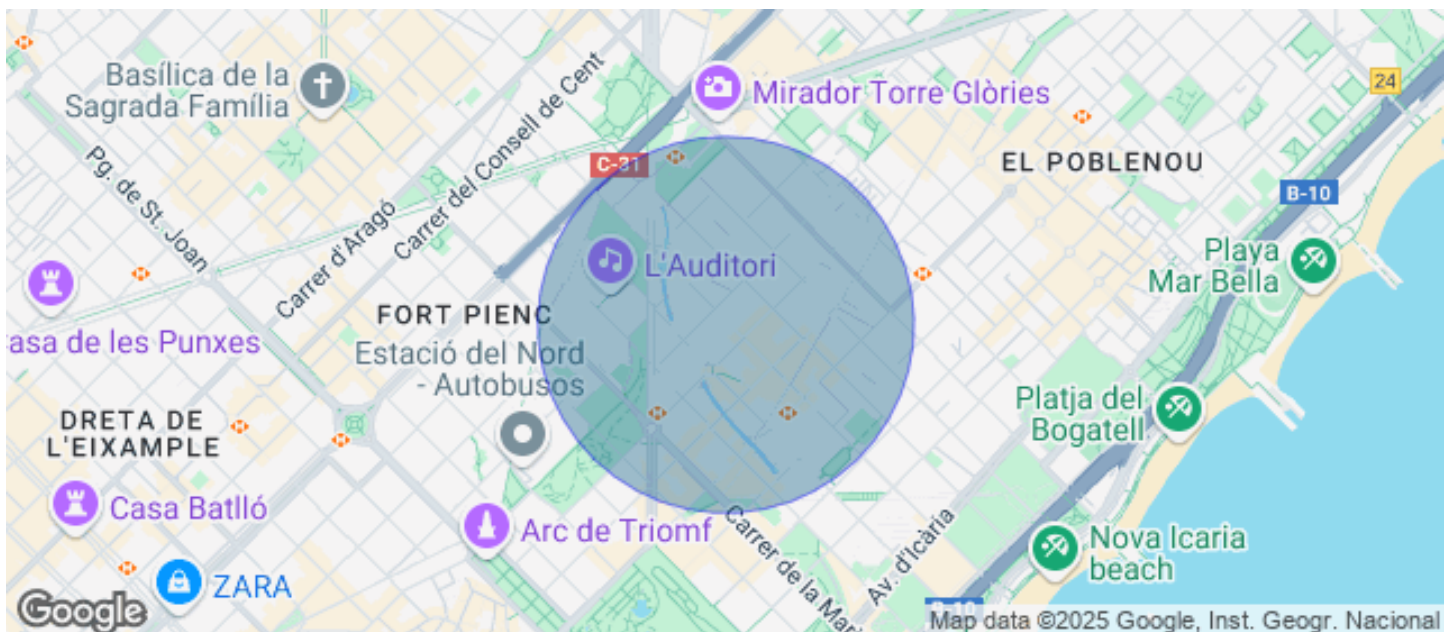 Basílica de la
Sagrada Família
Carrer del Consell de Cent
Mirador Torre Glòries
24
C-31
EL POBLENOU
B-10
Pg. de St. Joan
Carrer d'Aragó
L'Auditori
Playa
Mar Bella
FORT PIENC
asa de les Punxes
Estació del Nord
- Autobusos
DRETA DE
L'EIXAMPLE
Platja del
Bogatell
Casa Batlló
Arc de Triomf
Carrer de la Mari
Av. d'Icària
Nova Icaria
beach
ZARA
B-10
Google
Map data ©2025 Google, Inst. Geogr. Nacional